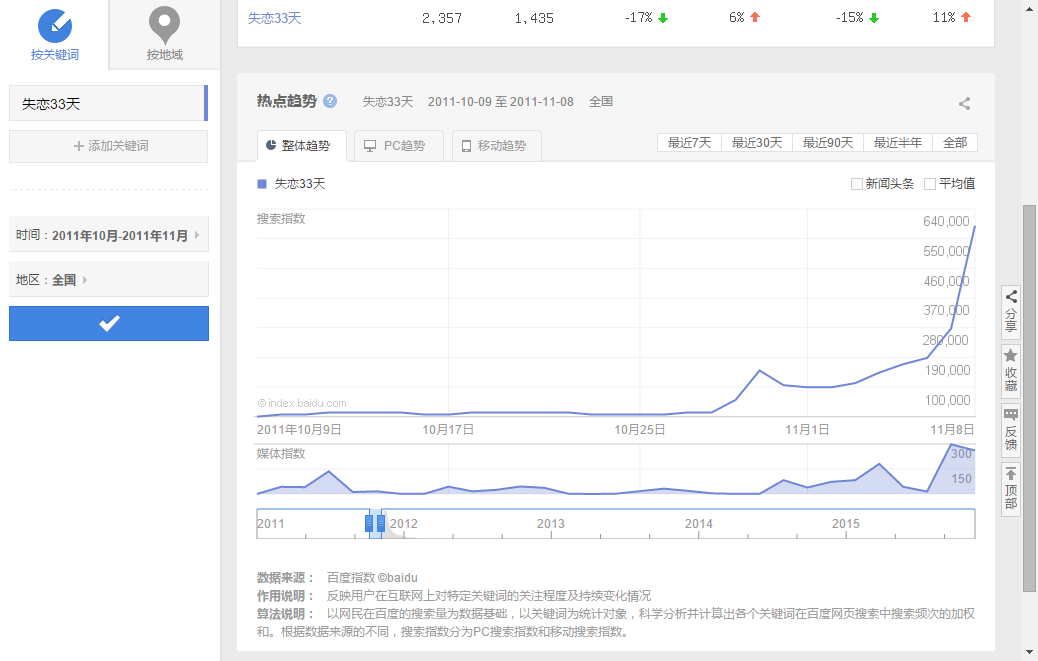 按关键词
按地域
失恋33天
添加关键词
时间：2011年10月-2011年11月
地区：全国
失恋33天 2,357 1,435 -17% 6% -15% 11%
热点趋势 ? 失恋33天 2011-10-09 至 2011-11-08 全国
整体趋势 PC趋势 移动趋势 最近7天 最近30天 最近90天 最近半年 全部
失恋33天 新闻头条 平均值
搜索指数
640,000
550,000
460,000
370,000
280,000
190,000
100,000
©index.baidu.com
2011年10月9日 10月17日 10月25日 11月1日 11月8日
媒体指数 300
150
2011 2012 2013 2014 2015
数据来源： 百度指数 ©baidu
作用说明： 反映用户在互联网上对特定关键词的关注程度及持续变化情况
算法说明： 以网民在百度的搜索量为数据基础，以关键词为统计对象，科学分析并计算出各个关键词在百度网页搜索中搜索频次的加权
和。根据数据来源的不同，搜索指数分为PC搜索指数和移动搜索指数。
分享
收藏
反馈
顶部